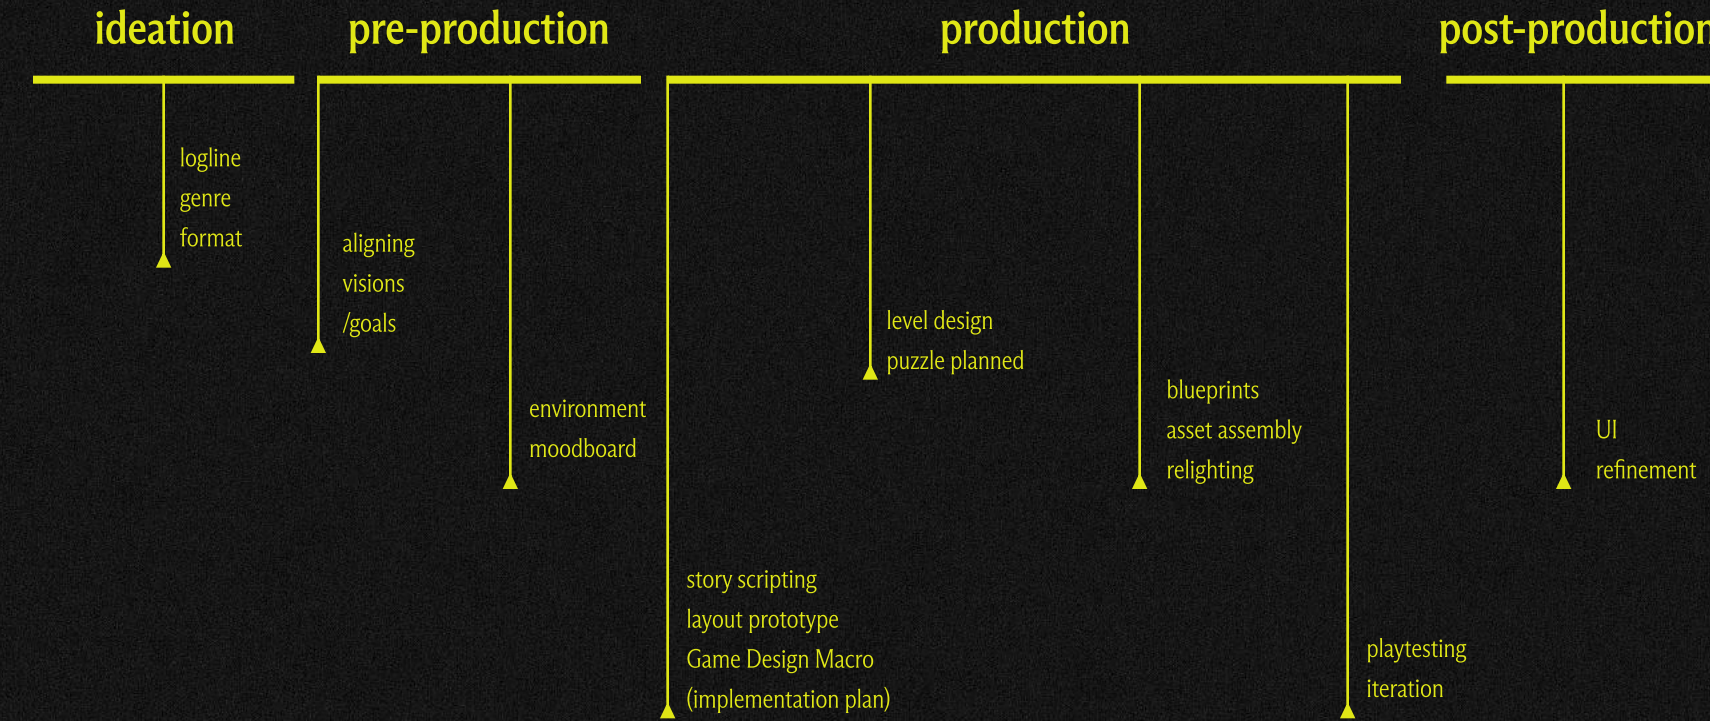 ideation
pre-production
production
post-production
logline
genre
format
aligning
visions
/goals
environment
moodboard
story scripting
layout prototype
Game Design Macro
(implementation plan)
level design
puzzle planned
blueprints
asset assembly
relighting
playtesting
iteration
UI
refinement